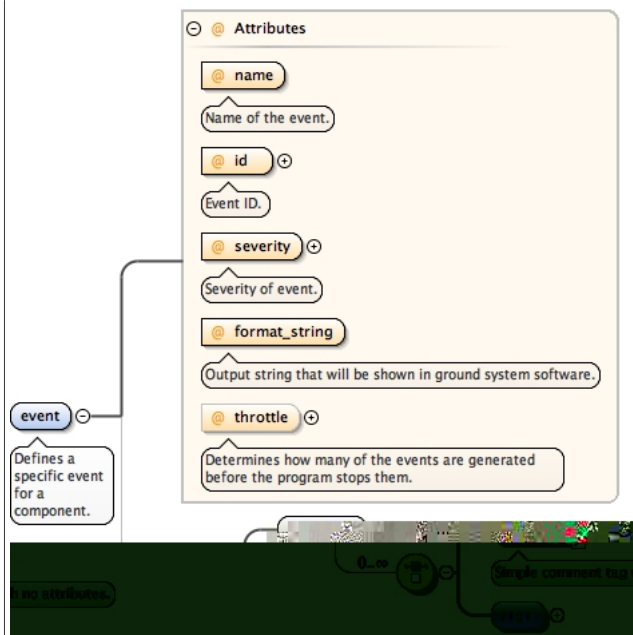 @ Attributes
@ name
Name of the event.
@ id
Event ID.
@ severity
Severity of event.
@ format_string
Output string that will be shown in ground system software.
event
@ throttle
Defines a
specific event
for a
component.
Determines how many of the events are generated
before the program stops them.
0..∞
Simple comment tag
h no attributes.